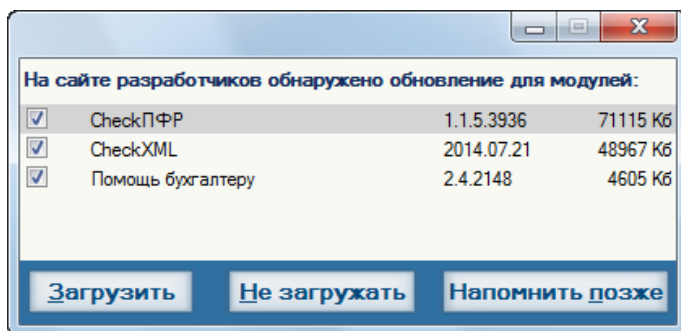 На сайте разработчиков обнаружено обновление для модулей:
CheckПФР 1.1.5.3936 71115 Кб
CheckXML 2014.07.21 48967 Кб
Помощь бухгалтеру 2.4.2148 4605 Кб
Загрузить Не загружать Напомнить позже